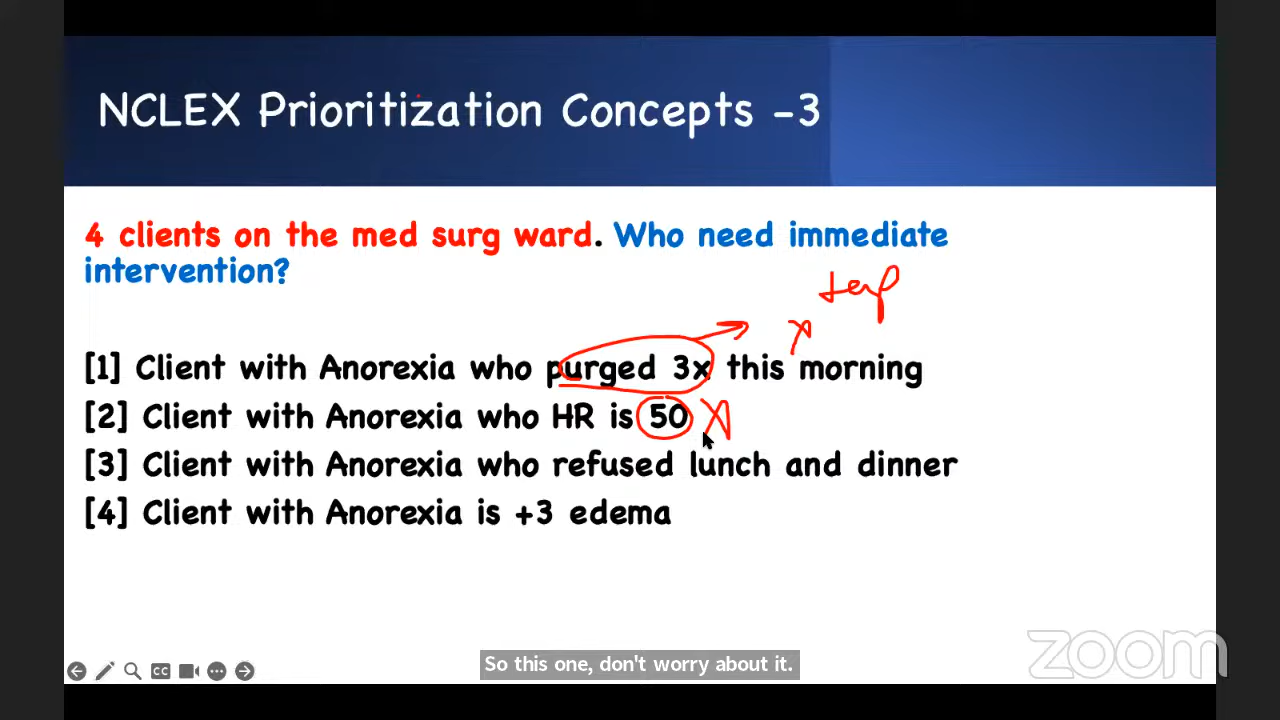 NCLEX Prioritization Concepts -3
4 clients on the med surg ward. Who need immediate
intervention?
[1] Client with Anorexia who purged 3x this morning
[2] Client with Anorexia who HR is 50
[3] Client with Anorexia who refused lunch and dinner
[4] Client with Anorexia is +3 edema
So this one, don't worry about it.
CC
zoom